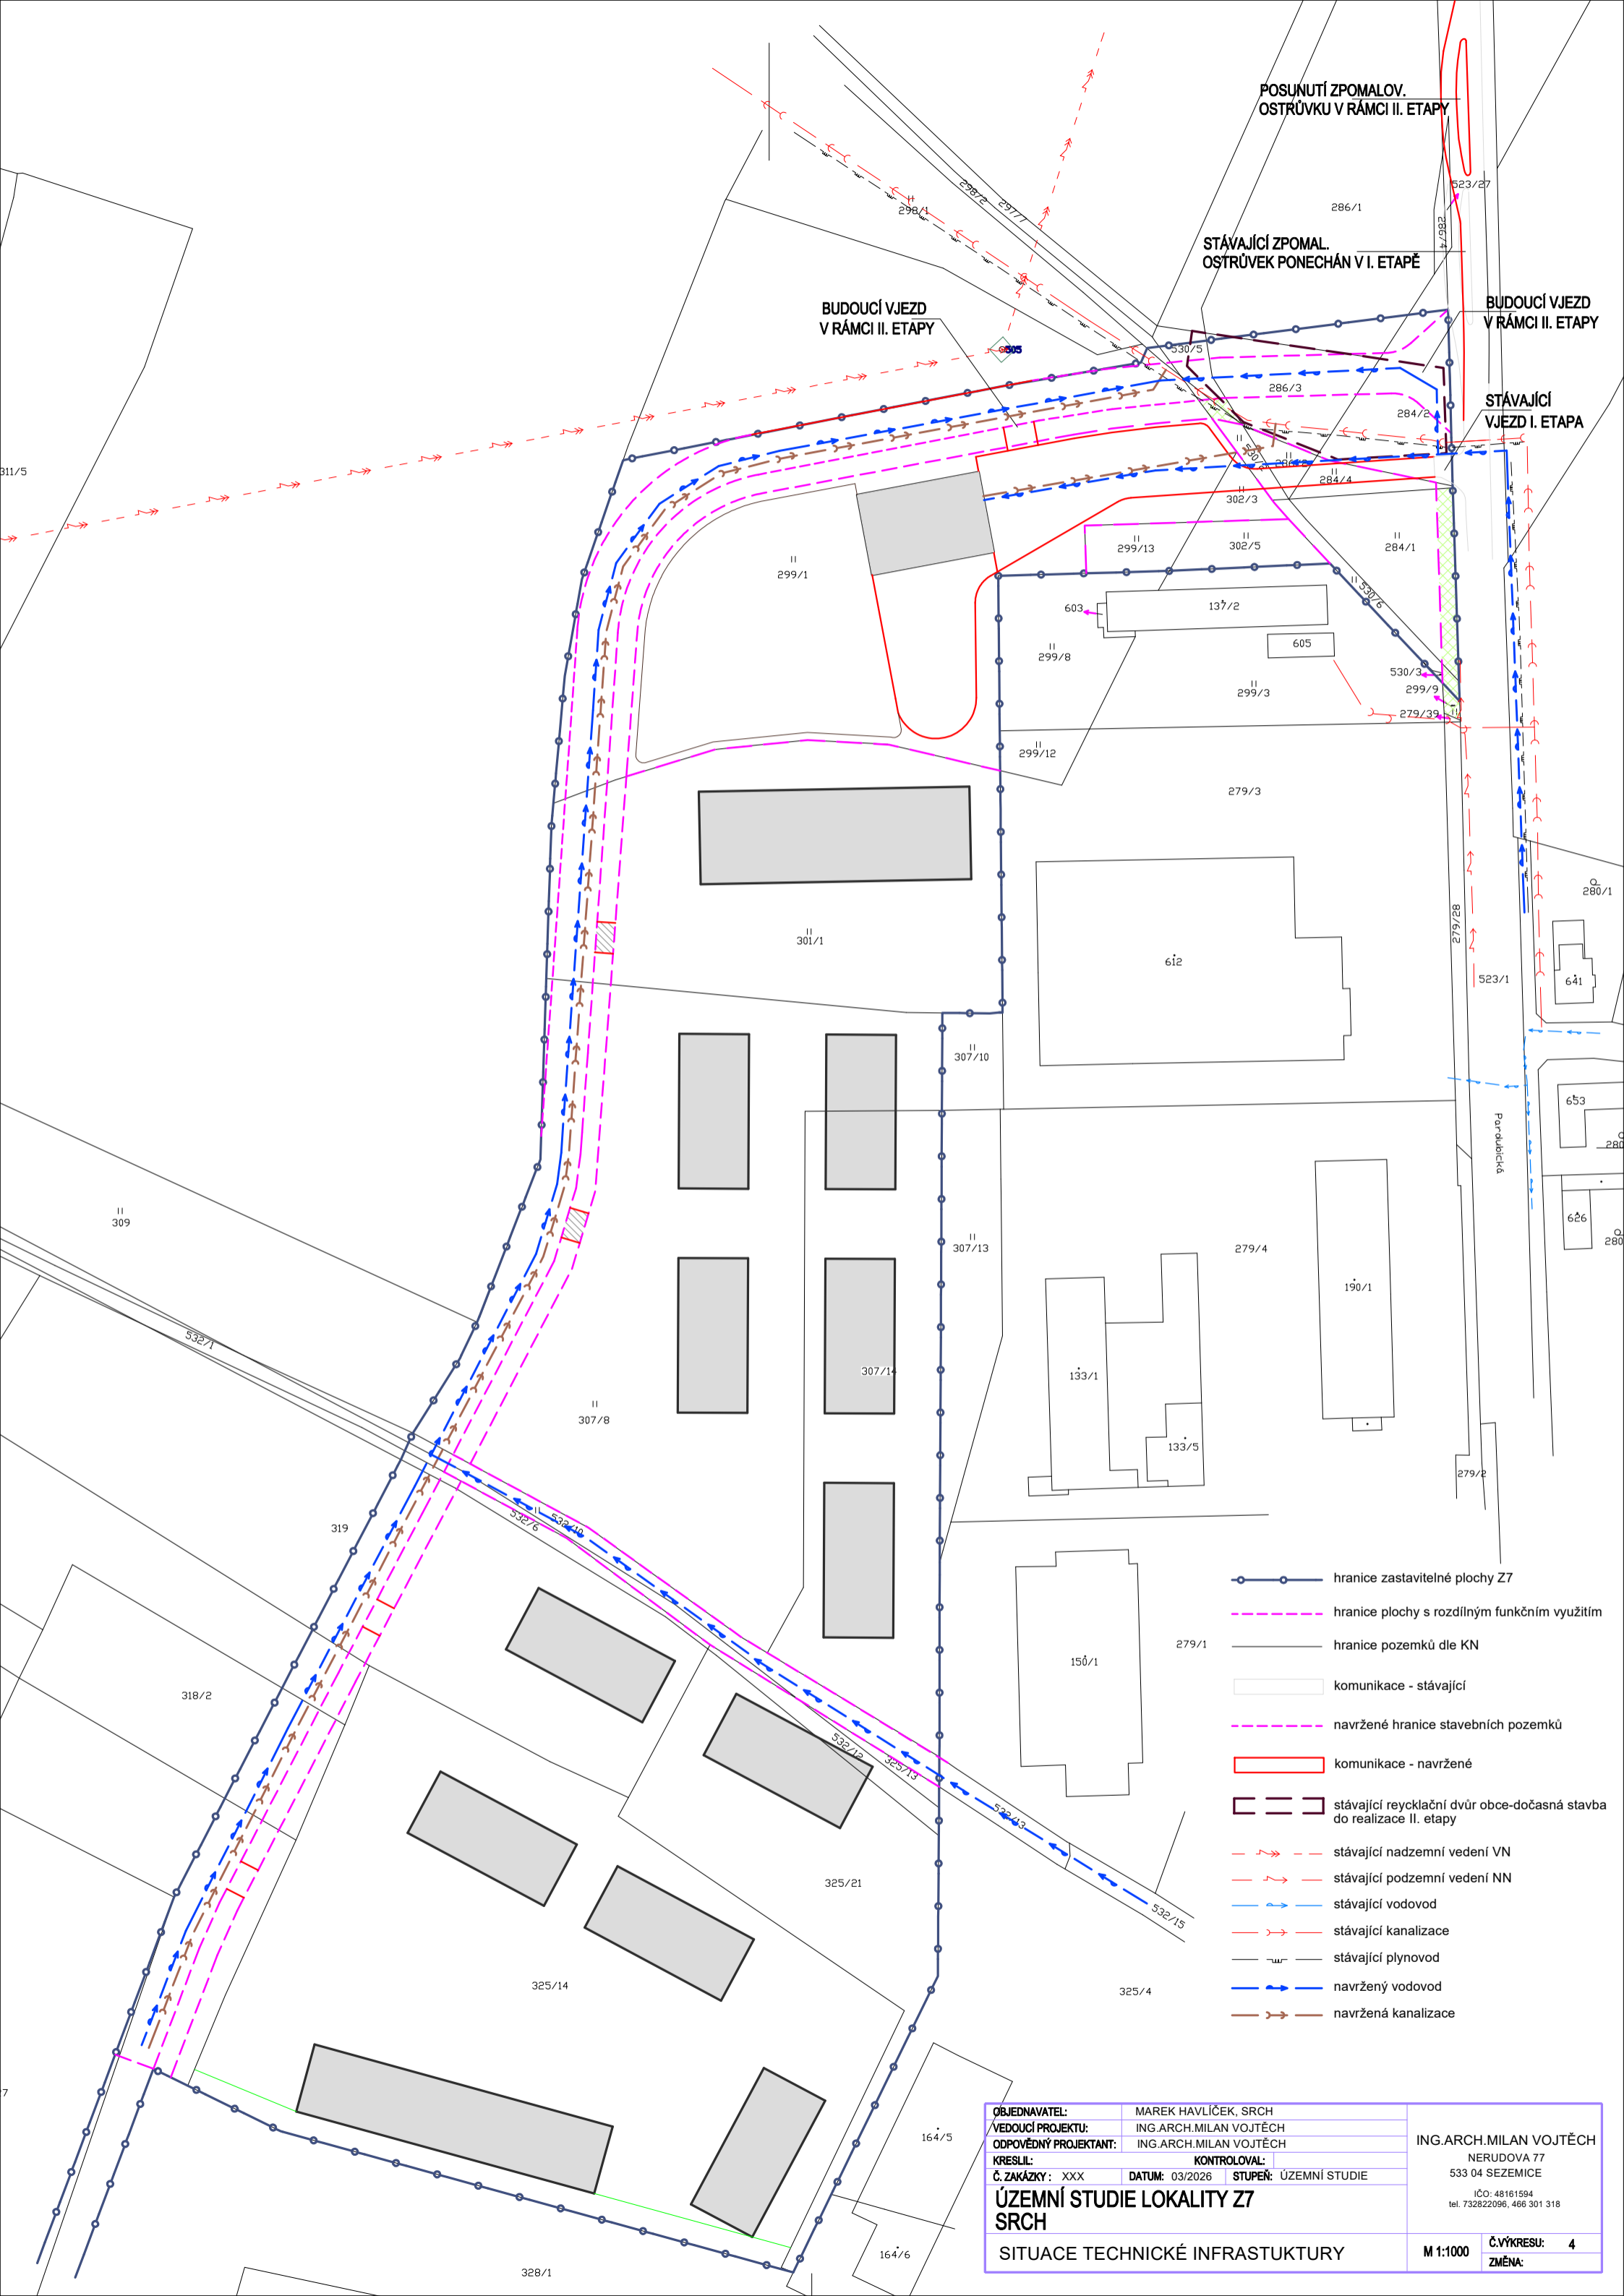 POSUNUTÍ ZPOMALOV.
OSTRŮVKU V RÁMCI II. ETAPY
523/27
298/2
297/7
298/1
286/1
286/4
STÁVAJÍCÍ ZPOMAL.
OSTRŮVEK PONECHÁN V I. ETAPĚ
BUDOUCÍ VJEZD
V RÁMCI II. ETAPY
BUDOUCÍ VJEZD
V RÁMCI II. ETAPY
505
530/5
286/3
284/2
STÁVAJÍCÍ
VJEZD I. ETAPA
311/5
284/4
302/3
299/13
302/5
284/1
299/1
530/6
603
137/2
605
299/8
530/3
299/3
299/9
279/39
299/12
279/3
280/1
301/1
279/28
612
523/1
641
307/10
653
280
Pardubická
309
307/13
279/4
626
280
190/1
532/1
307/14
133/1
307/8
133/5
279/2
532/6
532/10
319
hranice zastavitelné plochy Z7
hranice plochy s rozdílným funkčním využitím
279/1
hranice pozemků dle KN
150/1
318/2
komunikace - stávající
navržené hranice stavebních pozemků
532/12
325/13
komunikace - navržené
532/13
stávající reycklační dvůr obce-dočasná stavba
do realizace II. etapy
stávající nadzemní vedení VN
325/21
stávající podzemní vedení NN
stávající vodovod
532/15
stávající kanalizace
stávající plynovod
325/14
325/4
navržený vodovod
navržená kanalizace
7
164/5
164/6
328/1
OBJEDNAVATEL: MAREK HAVLÍČEK, SRCH
VEDOUCÍ PROJEKTU: ING.ARCH.MILAN VOJTĚCH
ODPOVĚDNÝ PROJEKTANT: ING.ARCH.MILAN VOJTĚCH
KRESLIL: KONTROLOVAL:
Č. ZAKÁZKY : XXX DATUM: 03/2026 STUPEŇ: ÚZEMNÍ STUDIE
ÚZEMNÍ STUDIE LOKALITY Z7
SRCH
SITUACE TECHNICKÉ INFRASTUKTURY
ING.ARCH.MILAN VOJTĚCH
NERUDOVA 77
533 04 SEZEMICE
IČO: 48161594
tel. 732822096, 466 301 318
M 1:1000
Č.VÝKRESU: 4
ZMĚNA: